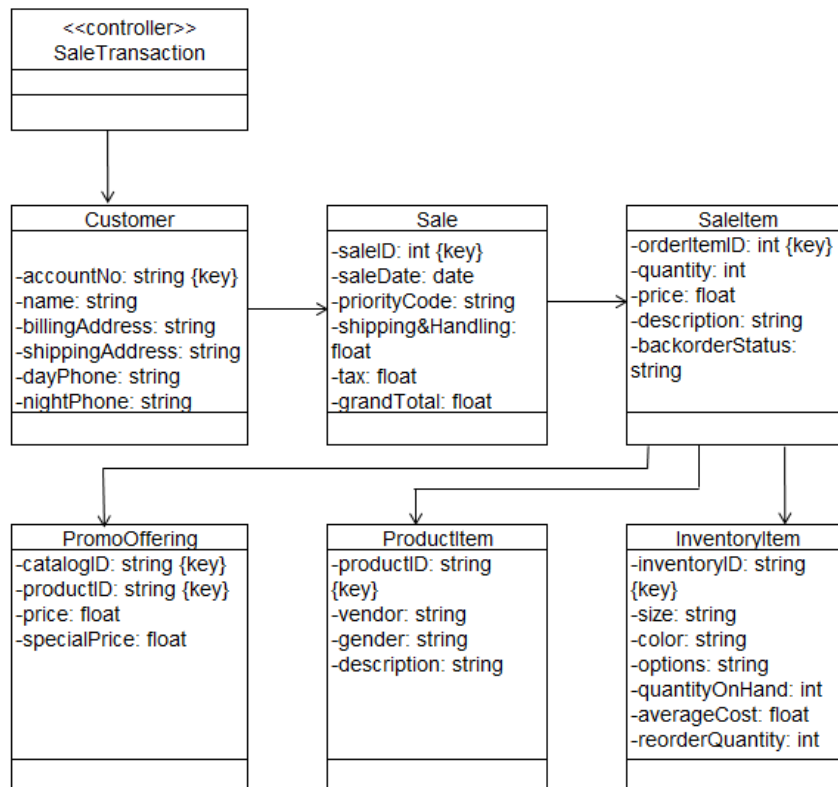 <<controller>>
SaleTransaction
Customer
-accountNo: string {key}
-name: string
-billingAddress: string
-shippingAddress: string
-dayPhone: string
-nightPhone: string
Sale
-saleID: int {key}
-saleDate: date
-priorityCode: string
-shipping&Handling:
float
-tax: float
-grandTotal: float
SaleItem
-orderItemID: int {key}
-quantity: int
-price: float
-description: string
-backorderStatus:
string
PromoOffering
-catalogID: string {key}
-productID: string {key}
-price: float
-specialPrice: float
ProductItem
-productID: string
{key}
-vendor: string
-gender: string
-description: string
InventoryItem
-inventoryID: string
{key}
-size: string
-color: string
-options: string
-quantityOnHand: int
-averageCost: float
-reorderQuantity: int